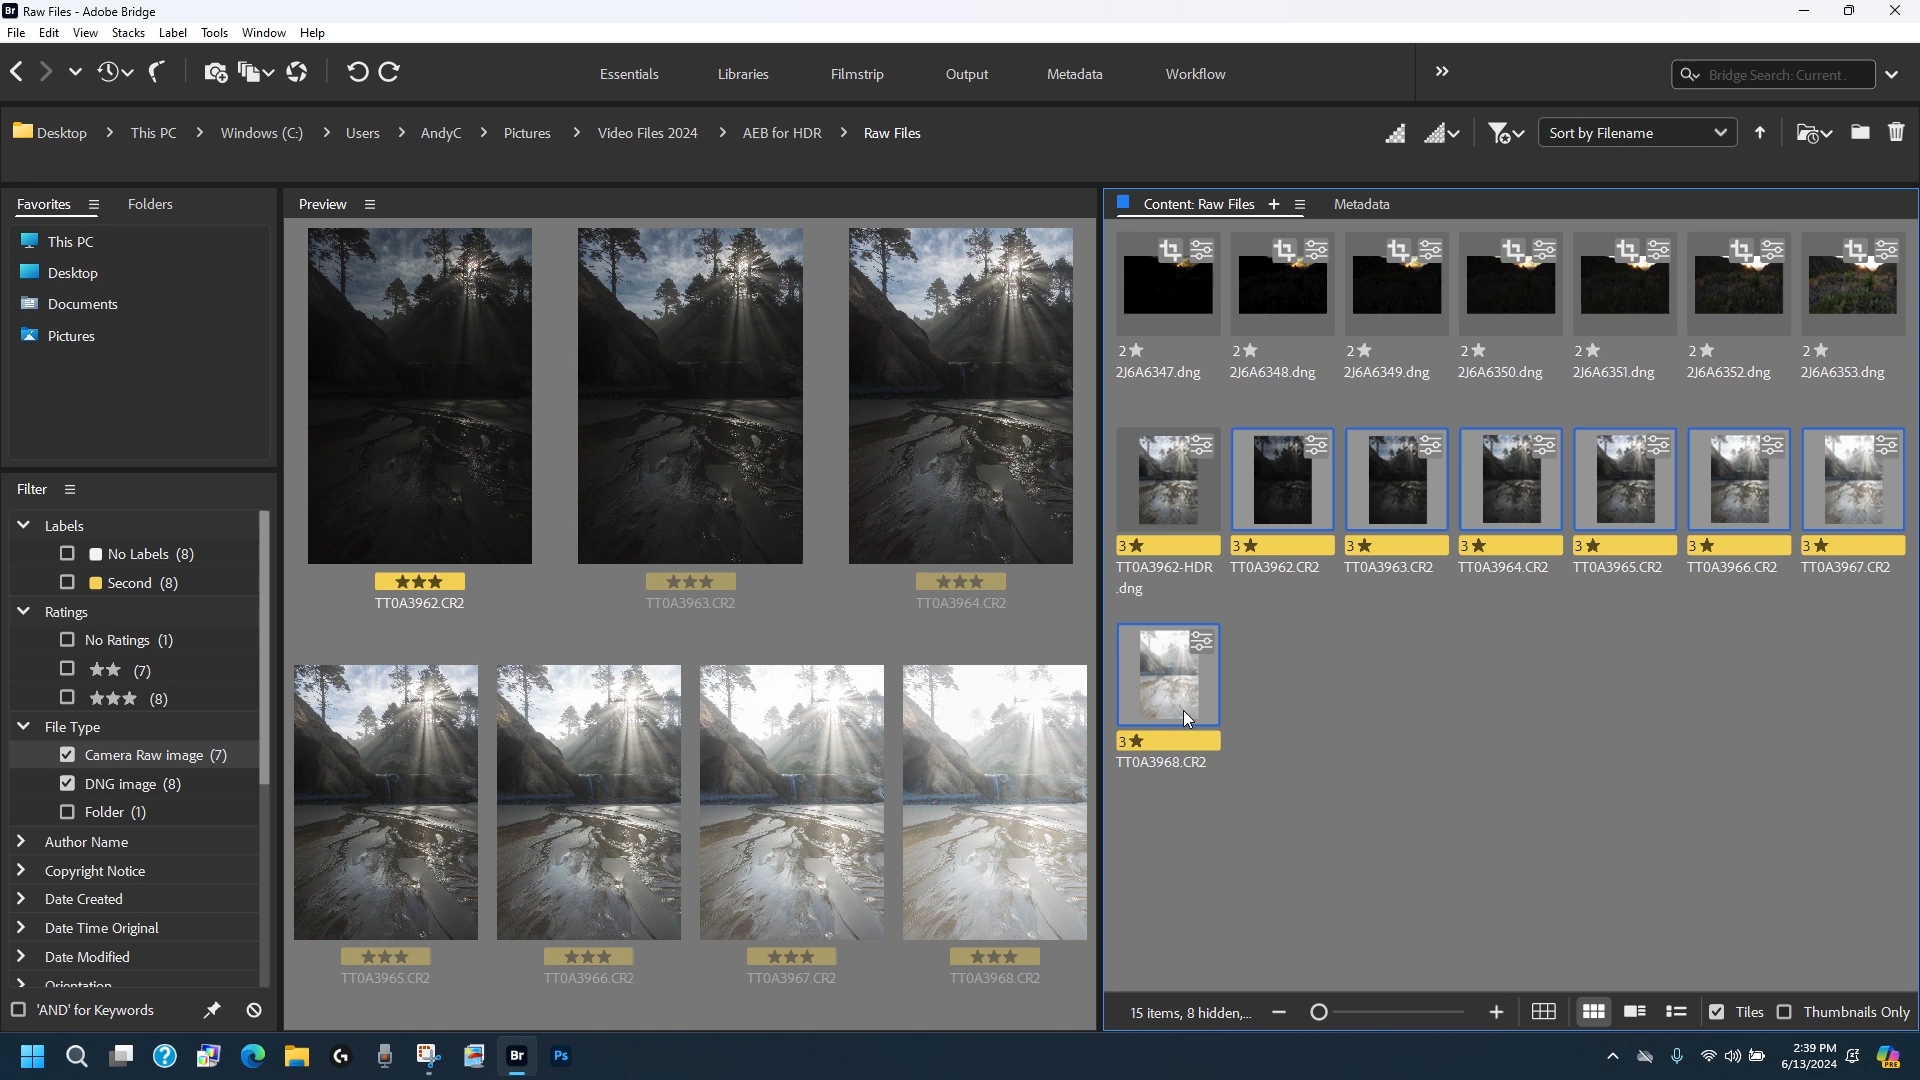 Br Raw Files - Adobe Bridge
File Edit View Stacks Label Tools Window Help
Essentials Libraries Filmstrip Output Metadata Workflow
Bridge Search: Current
Desktop This PC Windows (C:) Users AndyC Pictures Video Files 2024 AEB for HDR Raw Files
Sort by Filename
Favorites Folders
This PC
Desktop
Documents
Pictures
Filter
Labels
No Labels (8)
Second (8)
Ratings
No Ratings (1)
(7)
(8)
File Type
Camera Raw image (7)
DNG image (8)
Folder (1)
Author Name
Copyright Notice
Date Created
Date Time Original
Date Modified
Orientation
'AND' for Keywords
Preview
TT0A3962.CR2 TT0A3963.CR2 TT0A3964.CR2
TT0A3965.CR2 TT0A3966.CR2 TT0A3967.CR2 TT0A3968.CR2
Content: Raw Files Metadata
2 2 2 2 2 2 2
2J6A6347.dng 2J6A6348.dng 2J6A6349.dng 2J6A6350.dng 2J6A6351.dng 2J6A6352.dng 2J6A6353.dng
3 3 3 3 3 3 3
TT0A3962-HDR TT0A3962.CR2 TT0A3963.CR2 TT0A3964.CR2 TT0A3965.CR2 TT0A3966.CR2 TT0A3967.CR2
.dng
3
TT0A3968.CR2
15 items, 8 hidden,...
Tiles Thumbnails Only
Br Ps
2:39 PM
6/13/2024
PRE